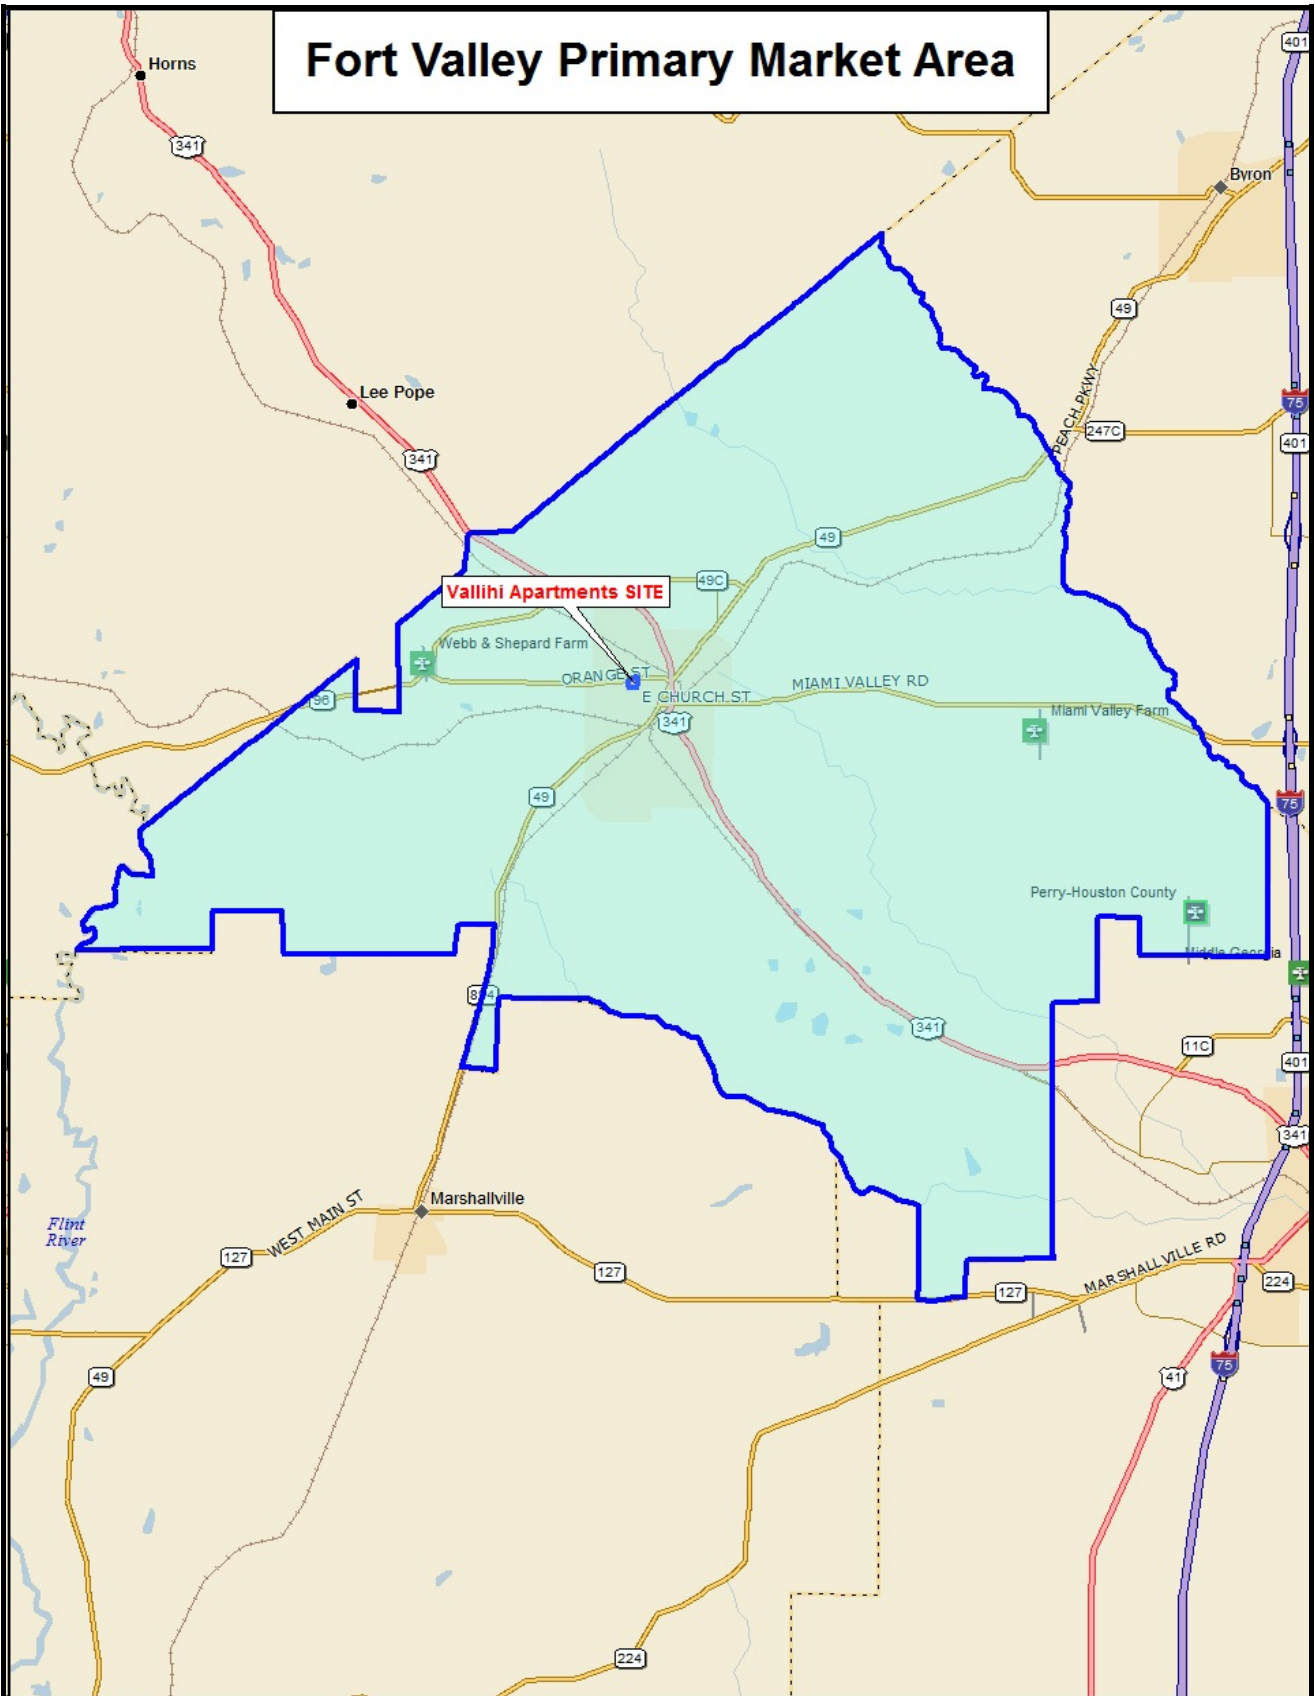 Fort Valley Primary Market Area
401
Horns
341
Byron
49
Lee Pope
75
PEACH PKWY
247C
401
341
49
49C
Vallihi Apartments SITE
Webb & Shepard Farm
ORANGE ST
MIAMI VALLEY RD
E CHURCH ST
96
Miami Valley Farm
341
49
75
Perry-Houston County
Middle Georgia
341
11C
401
341
Marshallville
WEST MAIN ST
Flint
River
127
127
MARSHALLVILLE RD
127
224
49
75
41
224